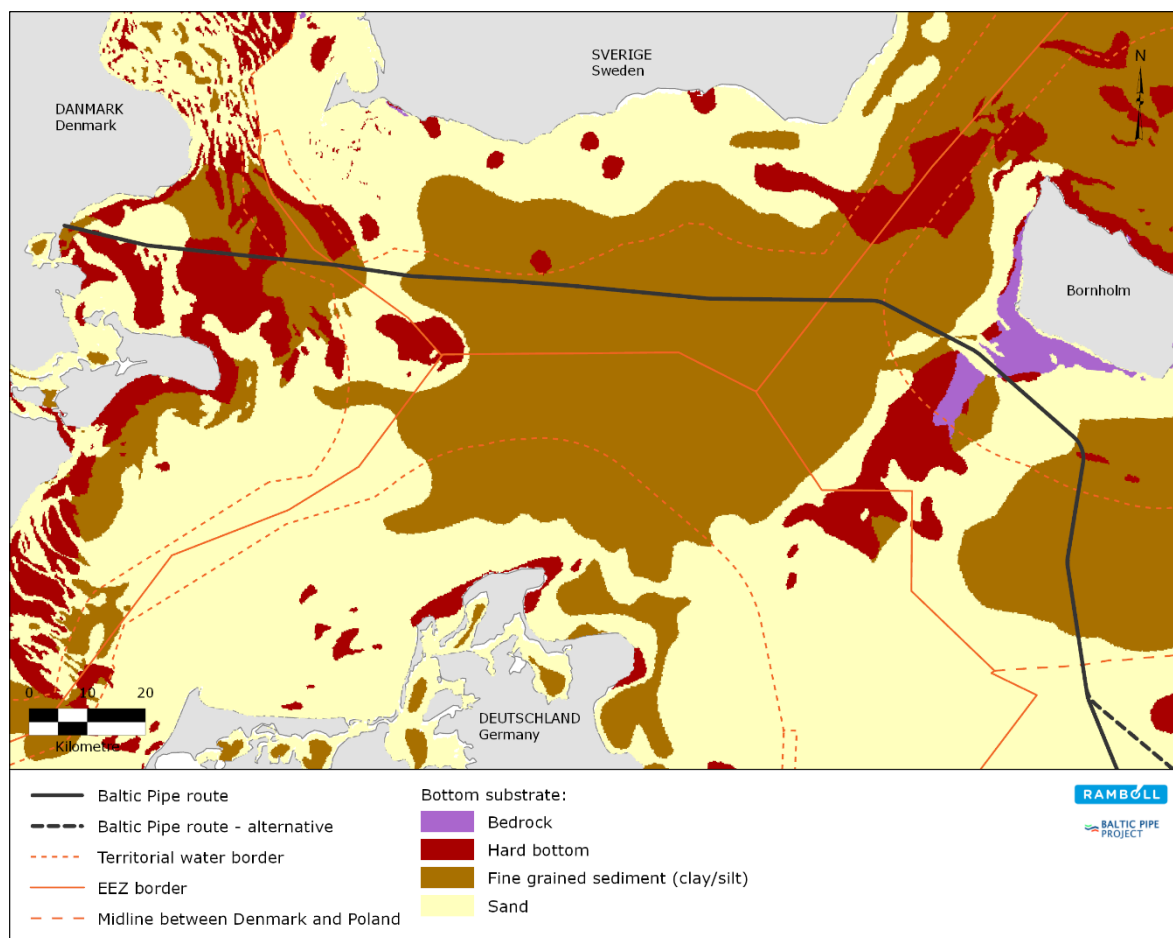 SVERIGE
Sweden
DANMARK
Denmark
N
Bornholm
0 10 20
Kilometre
DEUTSCHLAND
Germany
Baltic Pipe route
Baltic Pipe route - alternative
Territorial water border
EEZ border
Midline between Denmark and Poland
Bottom substrate:
Bedrock
Hard bottom
Fine grained sediment (clay/silt)
Sand
RAMBOLL
BALTIC PIPE
PROJECT